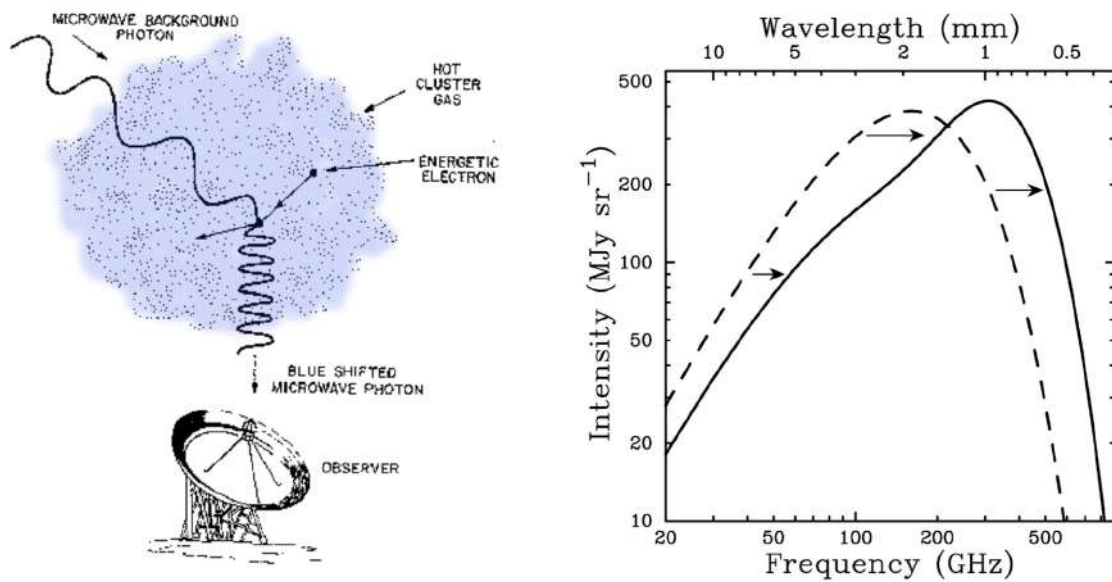 MICROWAVE BACKGROUND
PHOTON
HOT
CLUSTER
GAS
ENERGETIC
ELECTRON
BLUE SHIFTED
MICROWAVE PHOTON
OBSERVER
Wavelength (mm)
10 5 2 1 0.5
Intensity (MJy sr⁻¹)
500
200
100
50
20
10
20 50 100 200 500
Frequency (GHz)